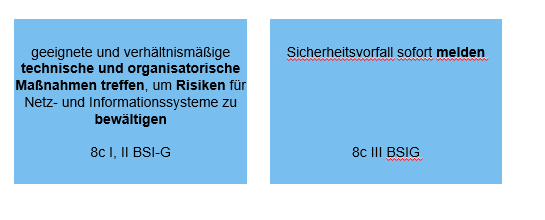 geeignete und verhältnismäßige
technische und organisatorische
Maßnahmen treffen, um Risiken für
Netz- und Informationssysteme zu
bewältigen
8c I, II BSI-G
Sicherheitsvorfall sofort melden
8c III BSIG